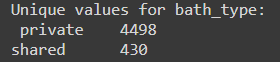 Unique values for bath_type:
 private    4498
shared     430